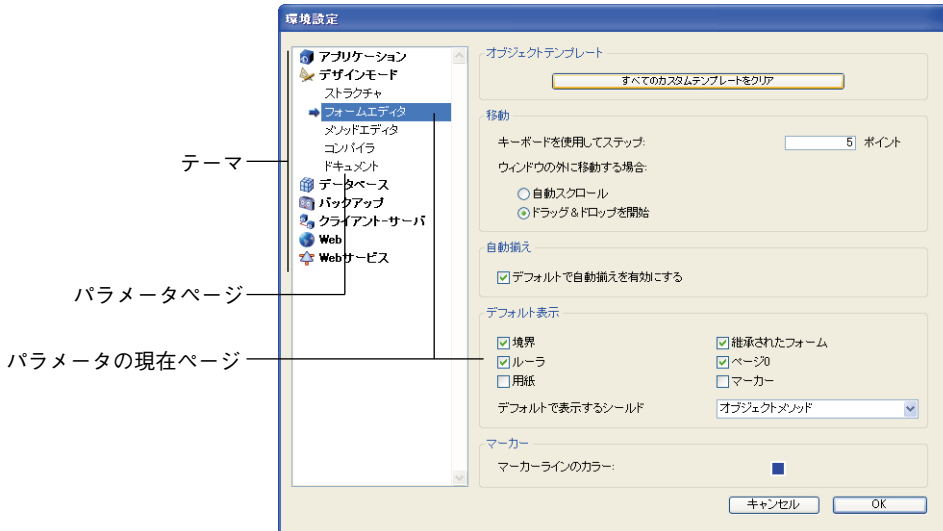 環境設定
アプリケーション
デザインモード
ストラクチャ
フォームエディタ
メソッドエディタ
コンパイラ
ドキュメント
データベース
バックアップ
クライアント-サーバ
Web
Webサービス
テーマ
パラメータページ
パラメータの現在ページ
オブジェクトテンプレート
すべてのカスタムテンプレートをクリア
移動
キーボードを使用してステップ: 5 ポイント
ウィンドウの外に移動する場合:
自動スクロール
ドラッグ&ドロップを開始
自動揃え
デフォルトで自動揃えを有効にする
デフォルト表示
境界 継承されたフォーム
ルーラ ページ0
用紙 マーカー
デフォルトで表示するシールド オブジェクトメソッド
マーカー
マーカーラインのカラー:
キャンセル OK